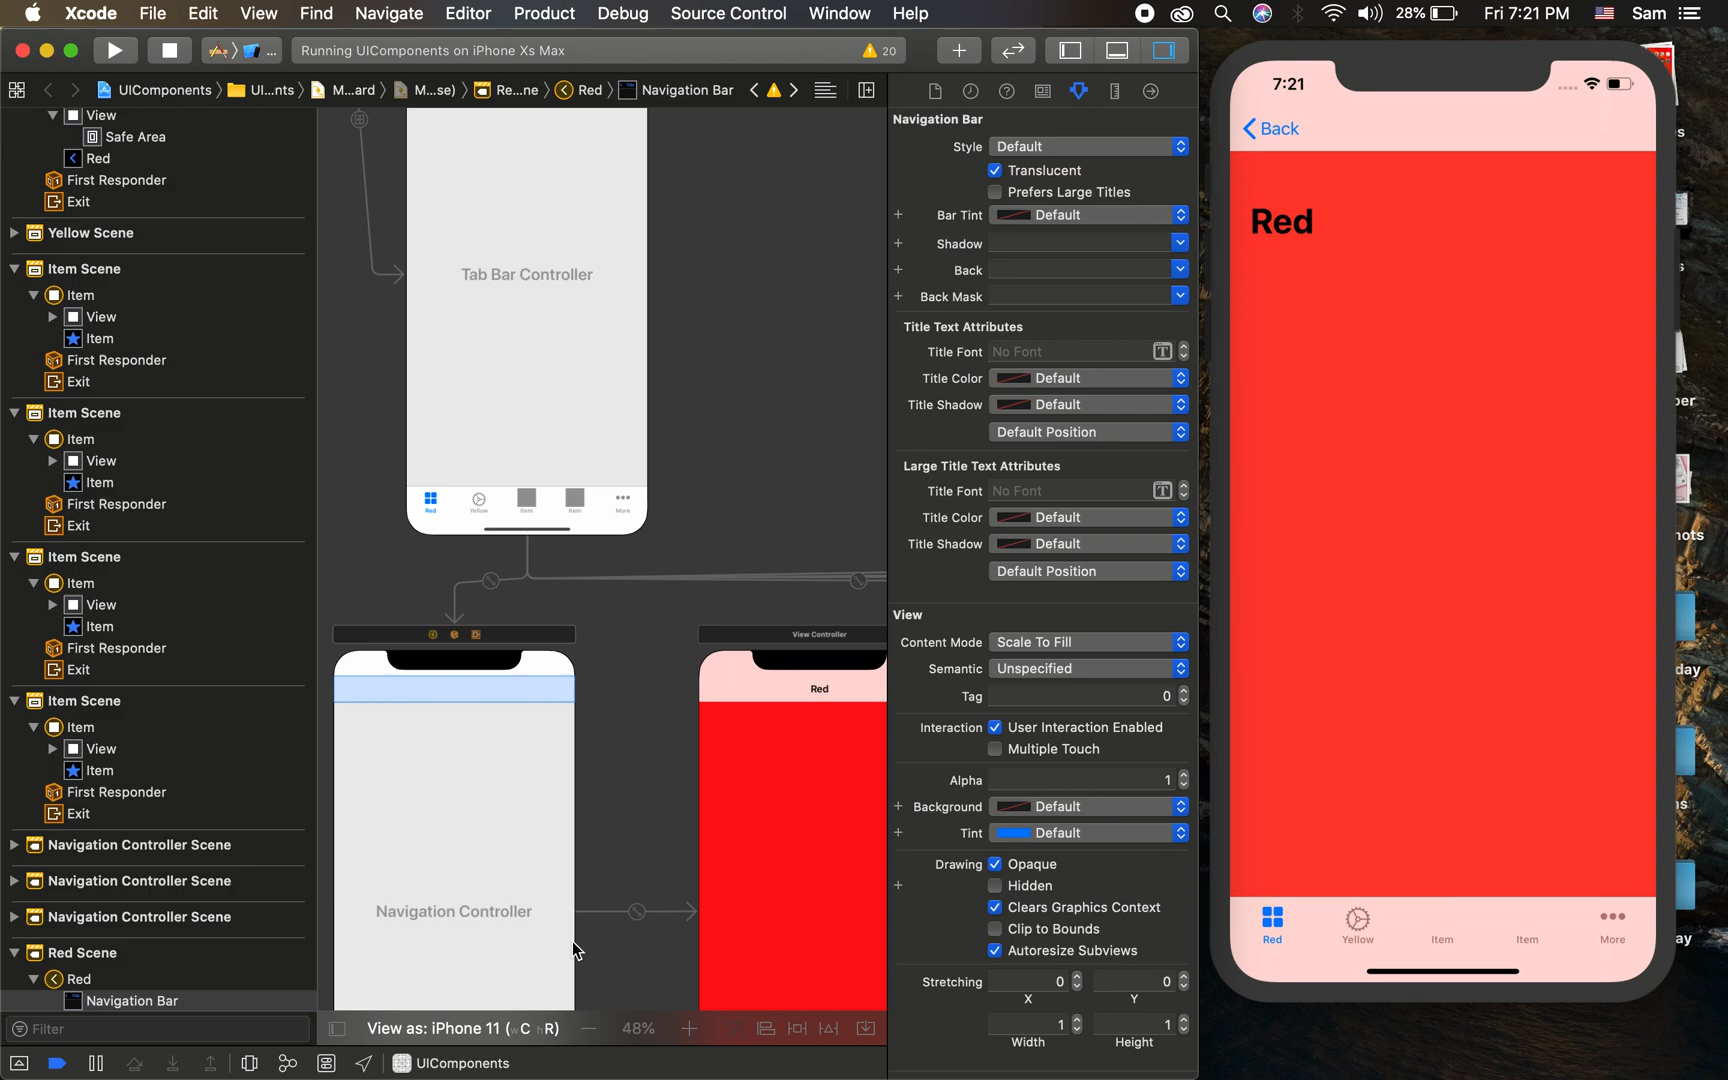 Xcode File Edit View Find Navigate Editor Product Debug Source Control Window Help 28% Fri 7:21 PM Sam
... Running UIComponents on iPhone Xs Max 20
UIComponents UI...nts M...ard M...se) Re...ne Red Navigation Bar
View
Safe Area
Red
First Responder
Exit
Yellow Scene
Item Scene
Item
View
Item
First Responder
Exit
Item Scene
Item
View
Item
First Responder
Exit
Item Scene
Item
View
Item
First Responder
Exit
Item Scene
Item
View
Item
First Responder
Exit
Navigation Controller Scene
Navigation Controller Scene
Navigation Controller Scene
Red Scene
Red
Navigation Bar
Filter
Tab Bar Controller
Red Yellow Item Item More
View Controller
Red
Navigation Controller
View as: iPhone 11 (wC hR) 48%
UIComponents
Navigation Bar
Style Default
Translucent
Prefers Large Titles
Bar Tint Default
Shadow
Back
Back Mask
Title Text Attributes
Title Font No Font
Title Color Default
Title Shadow Default
Default Position
Large Title Text Attributes
Title Font No Font
Title Color Default
Title Shadow Default
Default Position
View
Content Mode Scale To Fill
Semantic Unspecified
Tag 0
Interaction User Interaction Enabled
Multiple Touch
Alpha 1
Background Default
Tint Default
Drawing Opaque
Hidden
Clears Graphics Context
Clip to Bounds
Autoresize Subviews
Stretching 0 0
X Y
1 1
Width Height
7:21
Back
Red
Red Yellow Item Item More